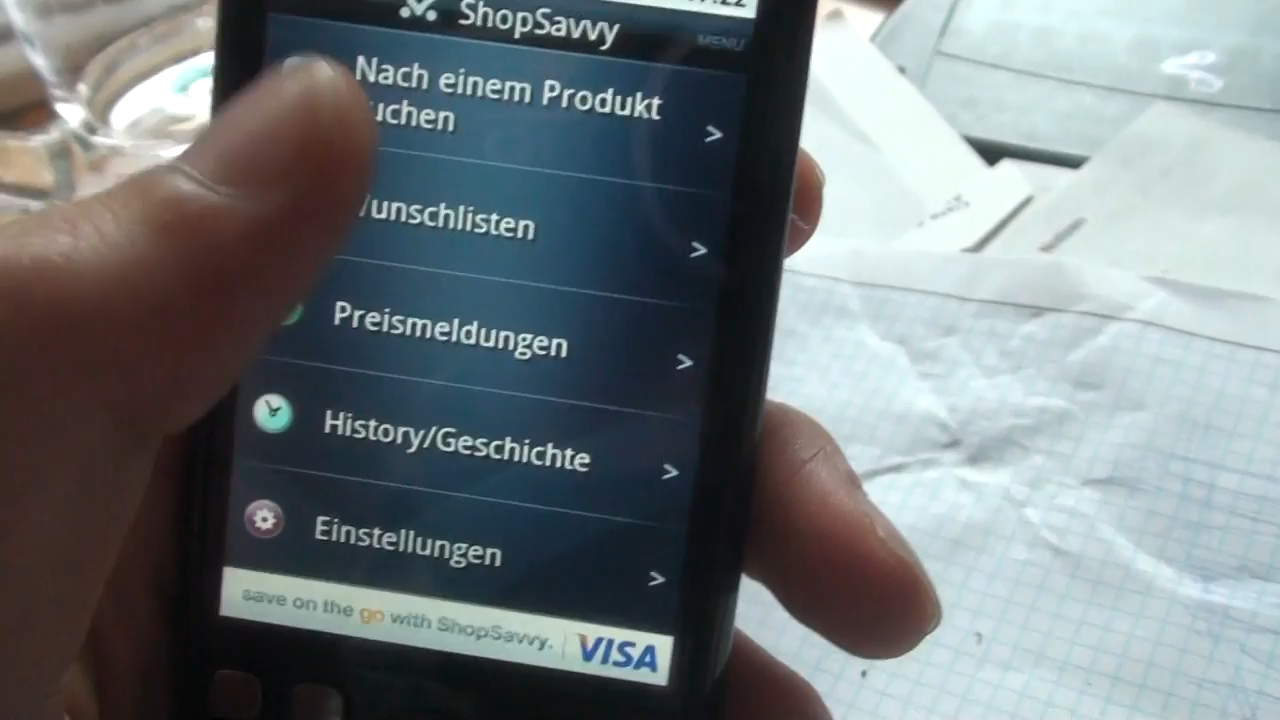 ShopSavvy
MENU
Nach einem Produkt
uchen
unschlisten
Preismeldungen
History/Geschichte
Einstellungen
save on the go with ShopSavvy.
VISA